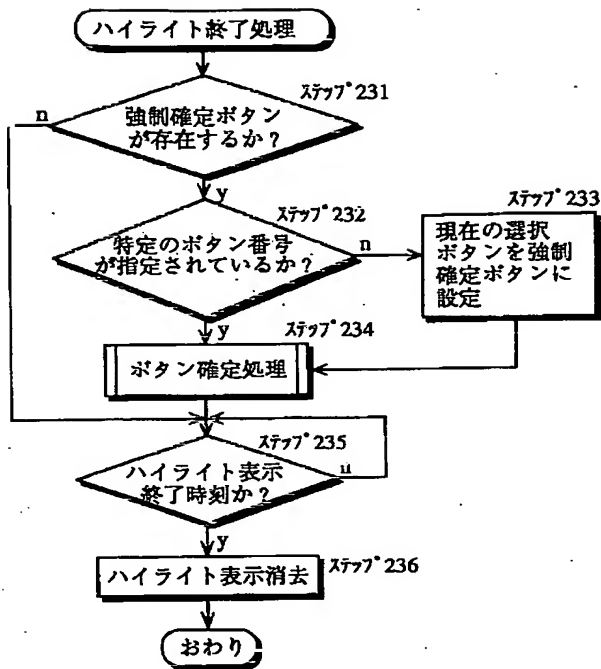 ハイライト終了処理
ステップ231
n
強制確定ボタン
が存在するか?
y
ステップ232
ステップ233
特定のボタン番号
が指定されているか?
n
現在の選択
ボタンを強制
確定ボタンに
設定
y
ステップ234
ボタン確定処理
ステップ235
ハイライト表示
終了時刻か?
n
y
ハイライト表示消去
ステップ236
おわり